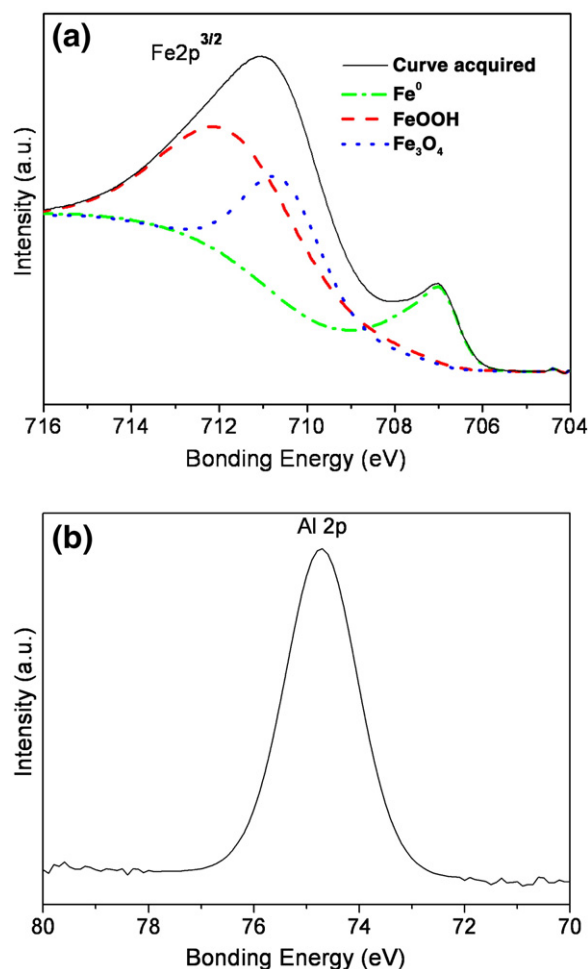 (a)
Fe2p³/²
Curve acquired
Fe⁰
FeOOH
Fe₃O₄
Intensity (a.u.)
716 714 712 710 708 706 704
Bonding Energy (eV)
(b)
Al 2p
Intensity (a.u.)
80 78 76 74 72 70
Bonding Energy (eV)